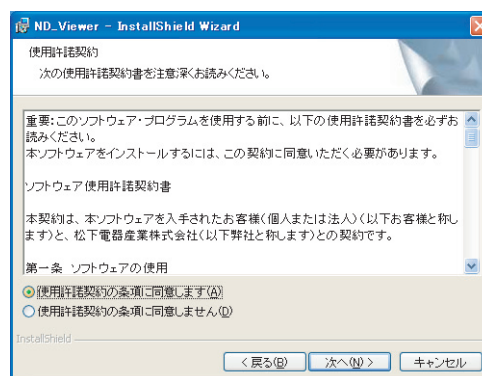 ND_Viewer - InstallShield Wizard
使用許諾契約
次の使用許諾契約書を注意深くお読みください。
重要:このソフトウェア・プログラムを使用する前に、以下の使用許諾契約書を必ずお
読みください。
本ソフトウェアをインストールするには、この契約に同意いただく必要があります。
ソフトウェア使用許諾契約書
本契約は、本ソフトウェアを入手されたお客様(個人または法人)(以下お客様と称し
ます)と、松下電器産業株式会社(以下弊社と称します)との契約です。
第一条 ソフトウェアの使用
使用許諾契約の条項に同意します(A)
使用許諾契約の条項に同意しません(D)
InstallShield
< 戻る(B)
次へ(N) >
キャンセル